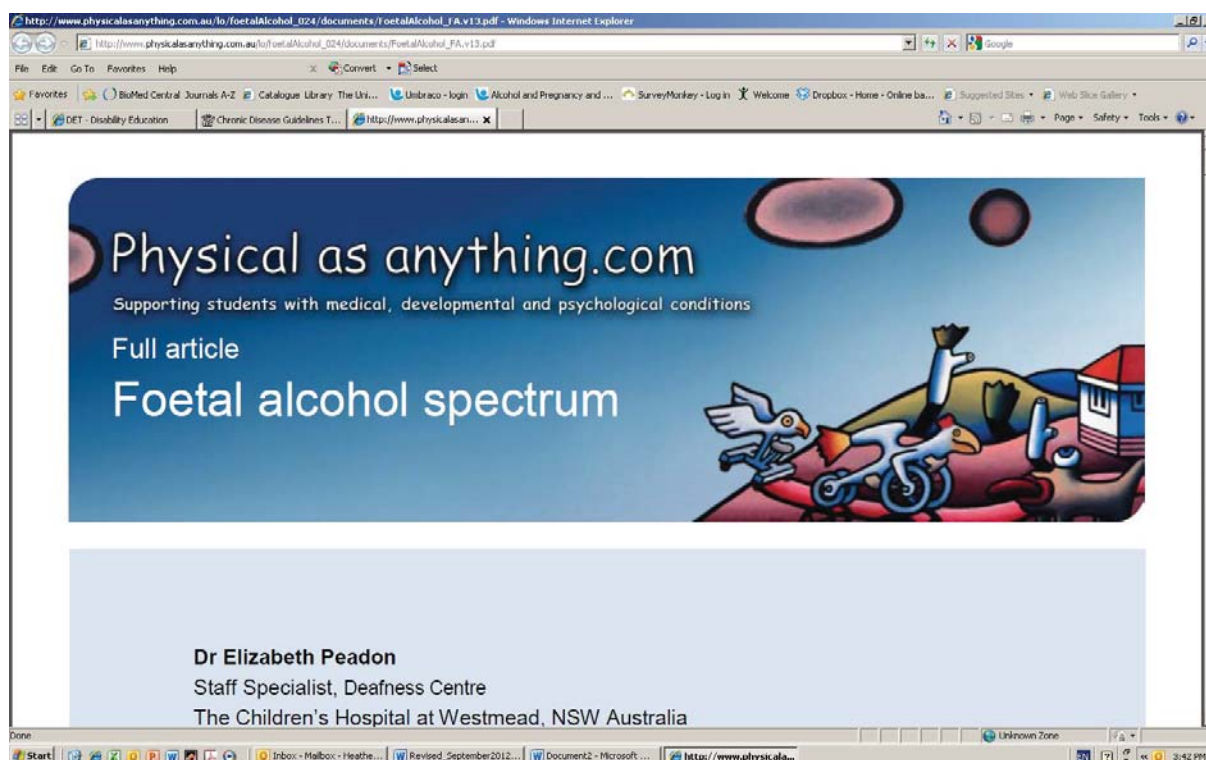 http://www.physicalasanything.com.au/lo/foetalAlcohol_024/documents/FoetalAlcohol_FA.v13.pdf - Windows Internet Explorer
http://www.physicalasanything.com.au/lo/foetalAlcohol_024/documents/FoetalAlcohol_FA.v13.pdf Google
File Edit Go To Favorites Help Convert Select
Favorites BioMed Central Journals A-Z Catalogue Library The Uni... Umbraco - login Alcohol and Pregnancy and ... SurveyMonkey - Log in Welcome Dropbox - Home - Online ba... Suggested Sites Web Slice Gallery
DET - Disability Education Chronic Disease Guidelines T... http://www.physicalasan... Page Safety Tools
Physical as anything.com
Supporting students with medical, developmental and psychological conditions
Full article
Foetal alcohol spectrum
Dr Elizabeth Peadon
Staff Specialist, Deafness Centre
The Children's Hospital at Westmead, NSW Australia
Done Unknown Zone
Start Inbox - Mailbox - Heathe... Revised_September2012... Document2 - Microsoft ... http://www.physicala... EN 3:42 PM